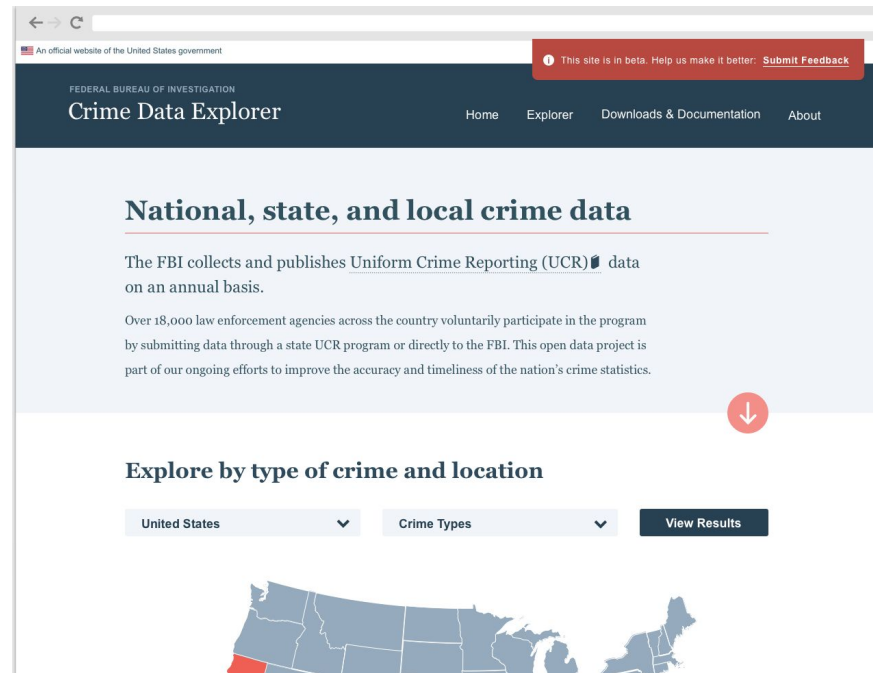 An official website of the United States government
This site is in beta. Help us make it better: Submit Feedback
FEDERAL BUREAU OF INVESTIGATION
Crime Data Explorer
Home Explorer Downloads & Documentation About
National, state, and local crime data
The FBI collects and publishes Uniform Crime Reporting (UCR) data
on an annual basis.
Over 18,000 law enforcement agencies across the country voluntarily participate in the program
by submitting data through a state UCR program or directly to the FBI. This open data project is
part of our ongoing efforts to improve the accuracy and timeliness of the nation’s crime statistics.
Explore by type of crime and location
United States Crime Types View Results